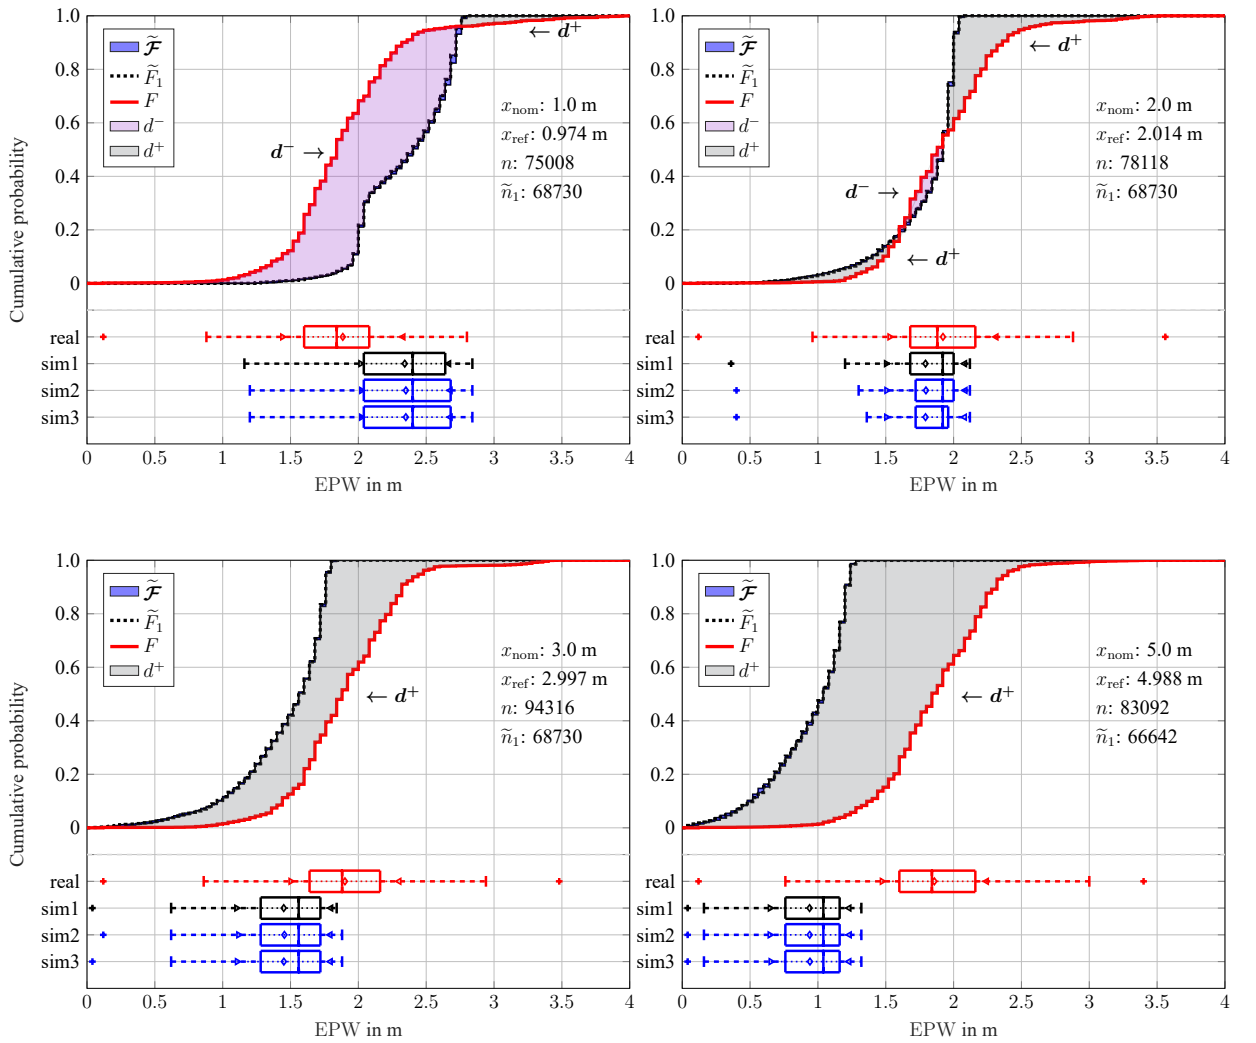 1.0
0.8
0.6
0.4
0.2
0
Cumulative probability
𝓕̃
F̃₁
F
d⁻
d⁺
← d⁺
d⁻ →
x_nom: 1.0 m
x_ref: 0.974 m
n: 75008
ñ₁: 68730
real
sim1
sim2
sim3
0 0.5 1 1.5 2 2.5 3 3.5 4
EPW in m
1.0
0.8
0.6
0.4
0.2
0
𝓕̃
F̃₁
F
d⁻
d⁺
← d⁺
d⁻ →
← d⁺
x_nom: 2.0 m
x_ref: 2.014 m
n: 78118
ñ₁: 68730
real
sim1
sim2
sim3
0 0.5 1 1.5 2 2.5 3 3.5 4
EPW in m
1.0
0.8
0.6
0.4
0.2
0
Cumulative probability
𝓕̃
F̃₁
F
d⁺
← d⁺
x_nom: 3.0 m
x_ref: 2.997 m
n: 94316
ñ₁: 68730
real
sim1
sim2
sim3
0 0.5 1 1.5 2 2.5 3 3.5 4
EPW in m
1.0
0.8
0.6
0.4
0.2
0
𝓕̃
F̃₁
F
d⁺
← d⁺
x_nom: 5.0 m
x_ref: 4.988 m
n: 83092
ñ₁: 66642
real
sim1
sim2
sim3
0 0.5 1 1.5 2 2.5 3 3.5 4
EPW in m